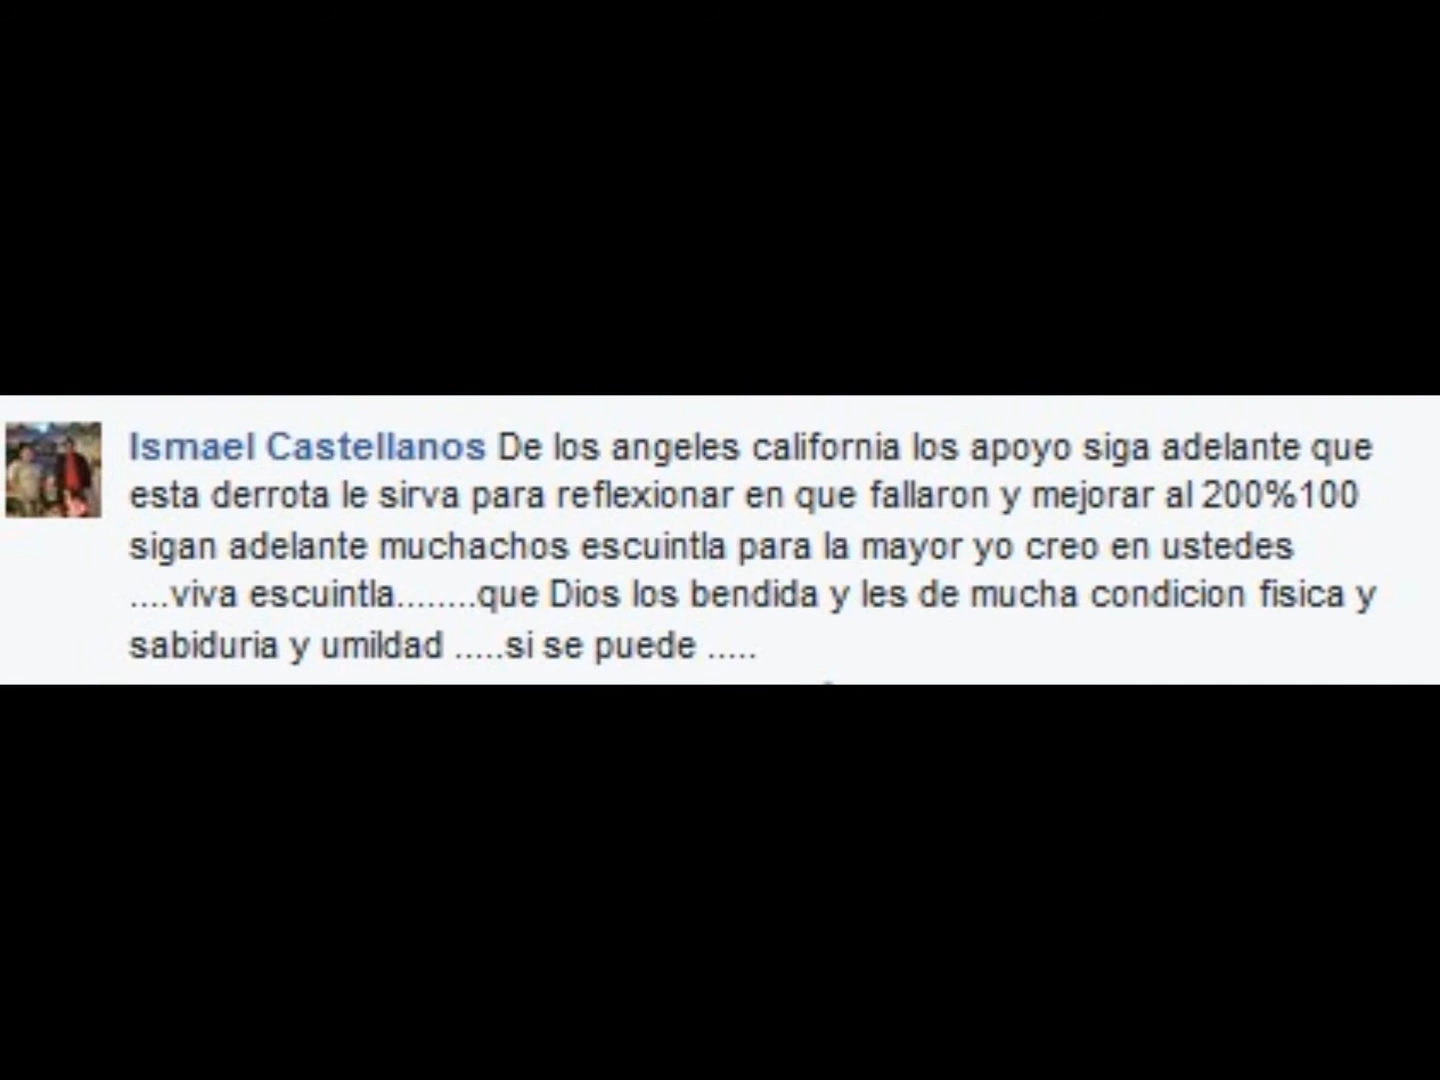 Ismael Castellanos De los angeles california los apoyo siga adelante que
esta derrota le sirva para reflexionar en que fallaron y mejorar al 200%100
sigan adelante muchachos escuintla para la mayor yo creo en ustedes
....viva escuintla........que Dios los bendida y les de mucha condicion fisica y
sabiduria y umildad .....si se puede .....